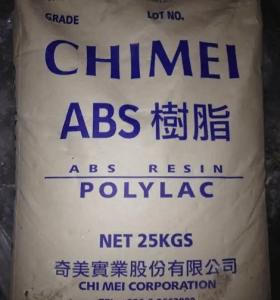 GRADE LOT NO.
CHIMEI
ABS 樹脂
ABS RESIN
POLYLAC
NET 25KGS
奇美實業股份有限公司
CHI MEI CORPORATION